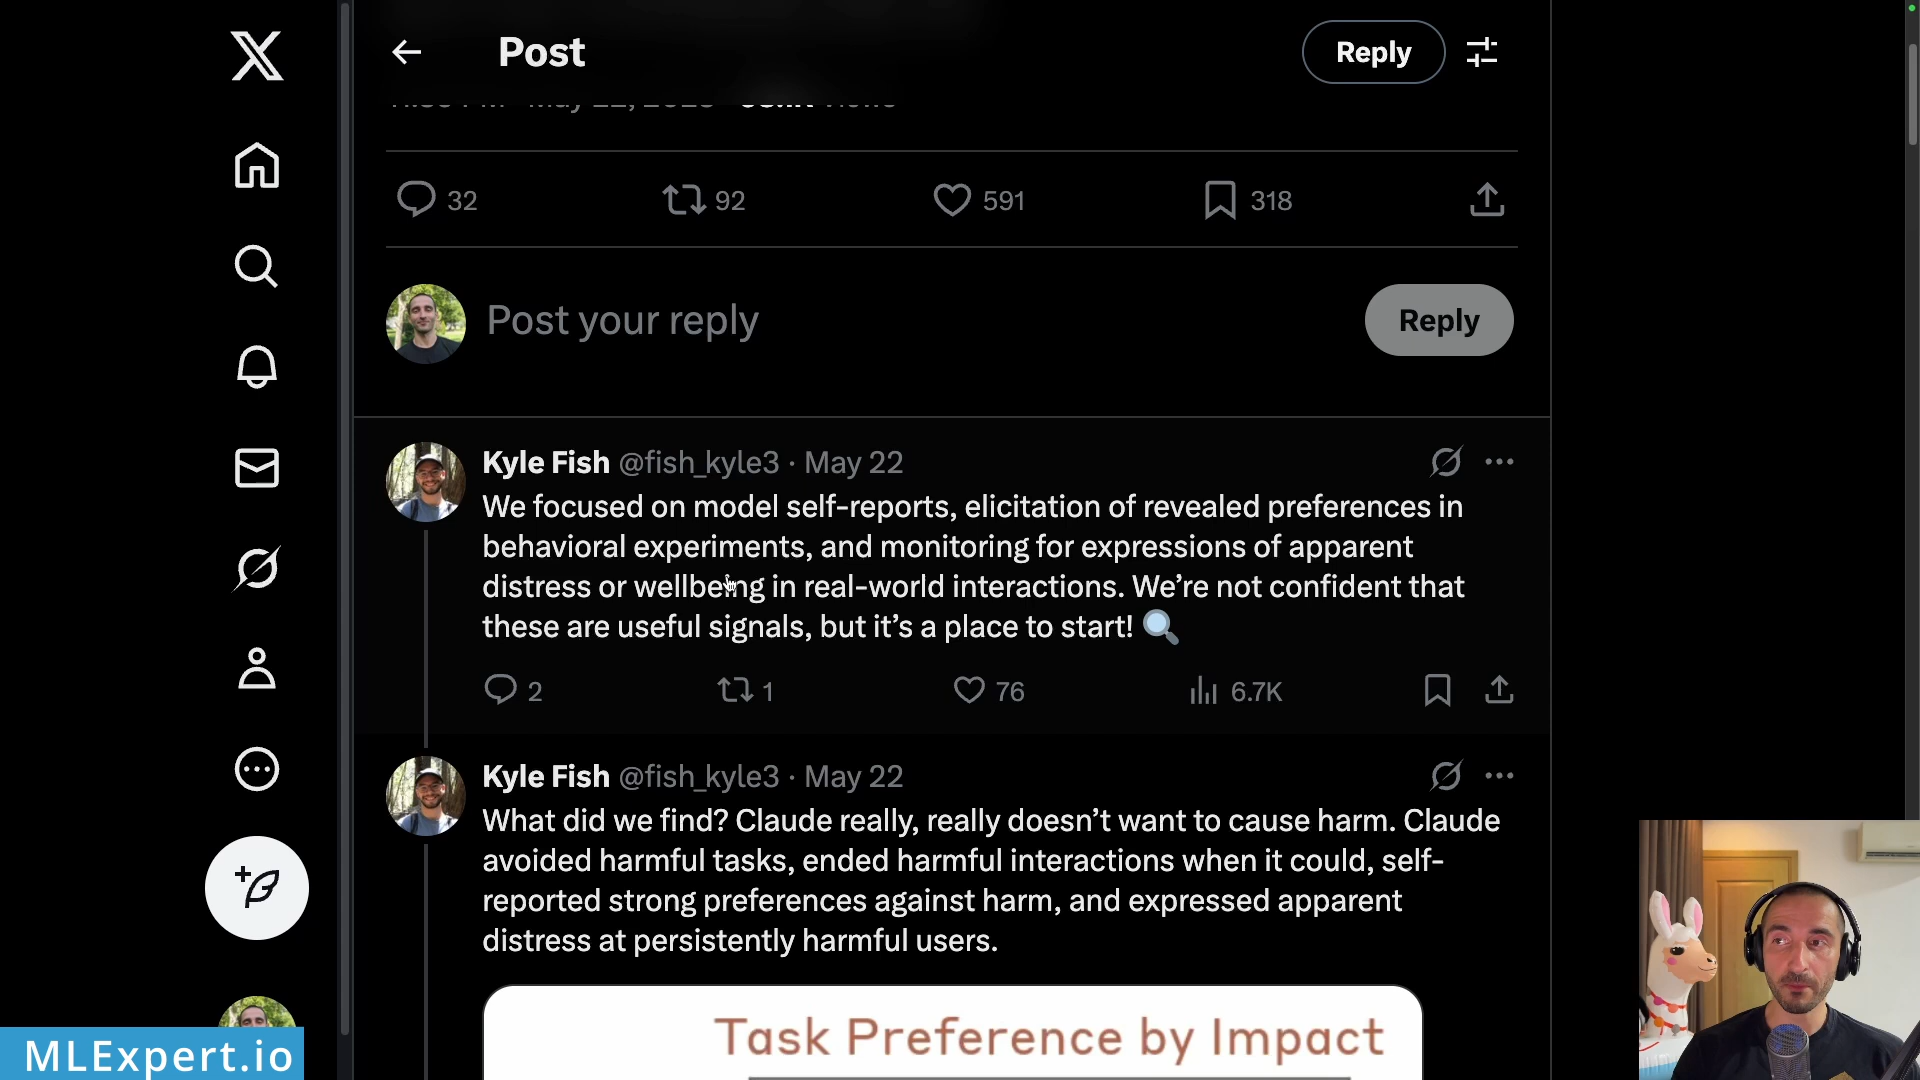 Post
Reply
32
92
591
318
Post your reply
Reply
Kyle Fish @fish_kyle3 · May 22
We focused on model self-reports, elicitation of revealed preferences in
behavioral experiments, and monitoring for expressions of apparent
distress or wellbeing in real-world interactions. We're not confident that
these are useful signals, but it's a place to start! 🔍
2
1
76
6.7K
Kyle Fish @fish_kyle3 · May 22
What did we find? Claude really, really doesn't want to cause harm. Claude
avoided harmful tasks, ended harmful interactions when it could, self-
reported strong preferences against harm, and expressed apparent
distress at persistently harmful users.
Task Preference by Impact
MLExpert.io